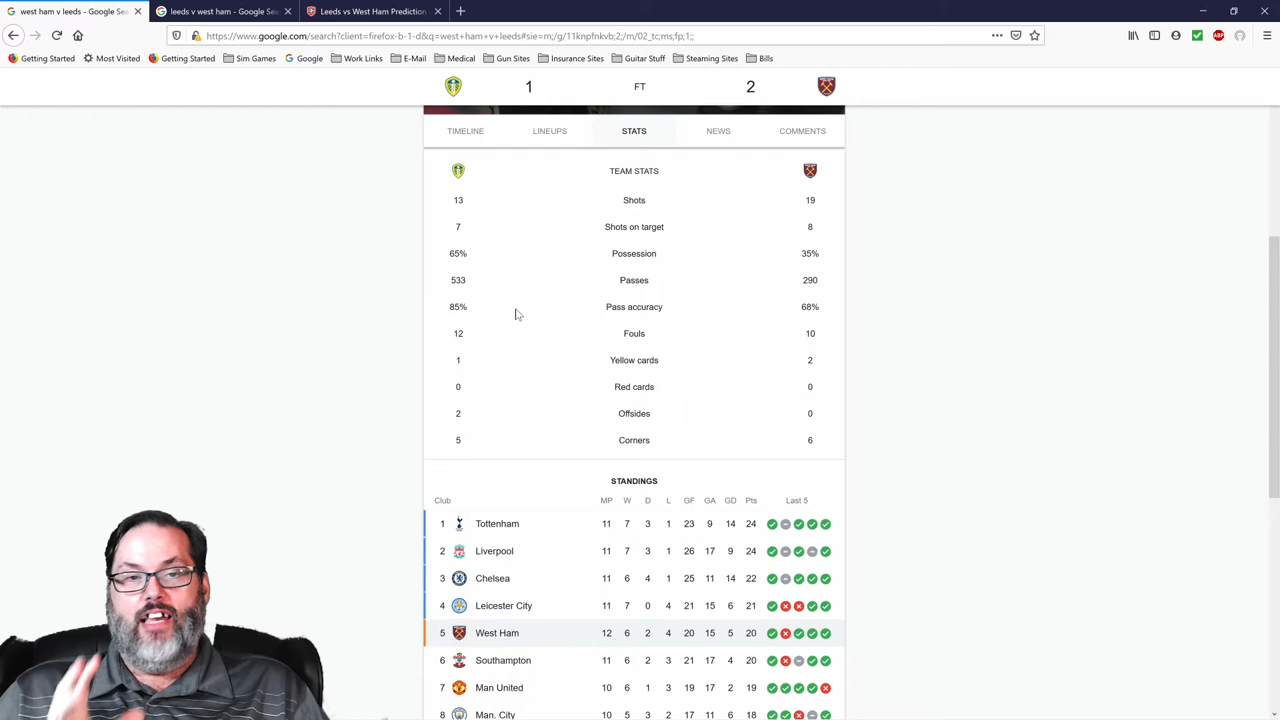 west ham v leeds - Google Sea
leeds v west ham - Google Sea
Leeds vs West Ham Prediction
https://www.google.com/search?client=firefox-b-1-d&q=west+ham+v+leeds#sie=m;/g/11knpfnkvb;2;/m/02_tc;ms;fp;1;;
Getting Started Most Visited Getting Started Sim Games Google Work Links E-Mail Medical Gun Sites Insurance Sites Guitar Stuff Steaming Sites Bills
1 FT 2
TIMELINE LINEUPS STATS NEWS COMMENTS
TEAM STATS
13 Shots 19
7 Shots on target 8
65% Possession 35%
533 Passes 290
85% Pass accuracy 68%
12 Fouls 10
1 Yellow cards 2
0 Red cards 0
2 Offsides 0
5 Corners 6
STANDINGS
Club MP W D L GF GA GD Pts Last 5
1 Tottenham 11 7 3 1 23 9 14 24
2 Liverpool 11 7 3 1 26 17 9 24
3 Chelsea 11 6 4 1 25 11 14 22
4 Leicester City 11 7 0 4 21 15 6 21
5 West Ham 12 6 2 4 20 15 5 20
6 Southampton 11 6 2 3 21 17 4 20
7 Man United 10 6 1 3 19 17 2 19
8 Man. City 10 5 3 2 17 11 6 18